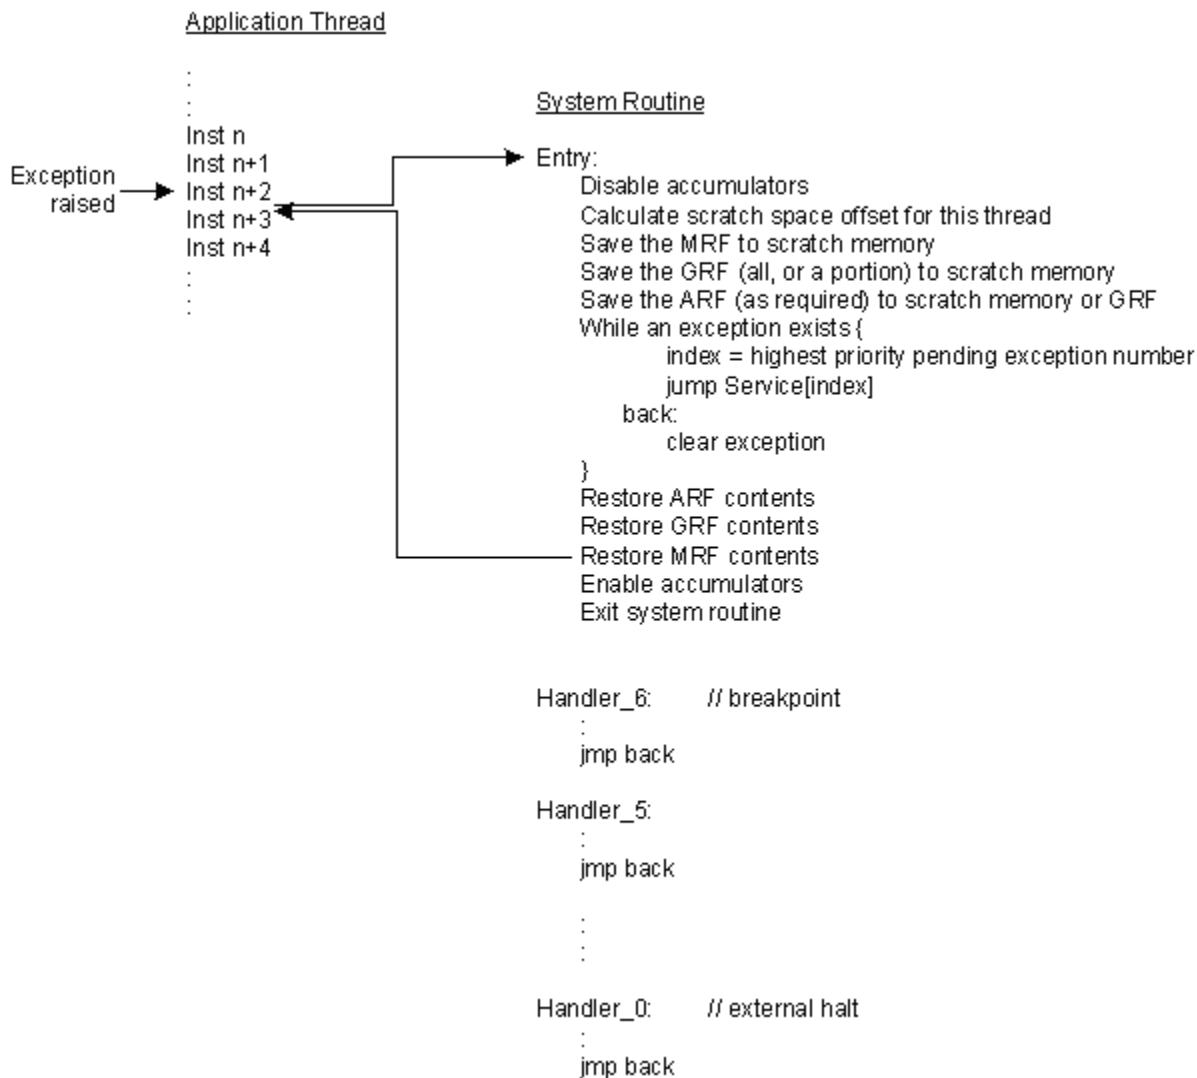 Application Thread
:
:
Inst n
Inst n+1
Inst n+2
Inst n+3
Inst n+4
:
:
Exception
raised
System Routine
Entry:
Disable accumulators
Calculate scratch space offset for this thread
Save the MRF to scratch memory
Save the GRF (all, or a portion) to scratch memory
Save the ARF (as required) to scratch memory or GRF
While an exception exists {
index = highest priority pending exception number
jump Service[index]
back:
clear exception
}
Restore ARF contents
Restore GRF contents
Restore MRF contents
Enable accumulators
Exit system routine
Handler_6: // breakpoint
:
jmp back
Handler_5:
:
jmp back
:
:
Handler_0: // external halt
:
jmp back